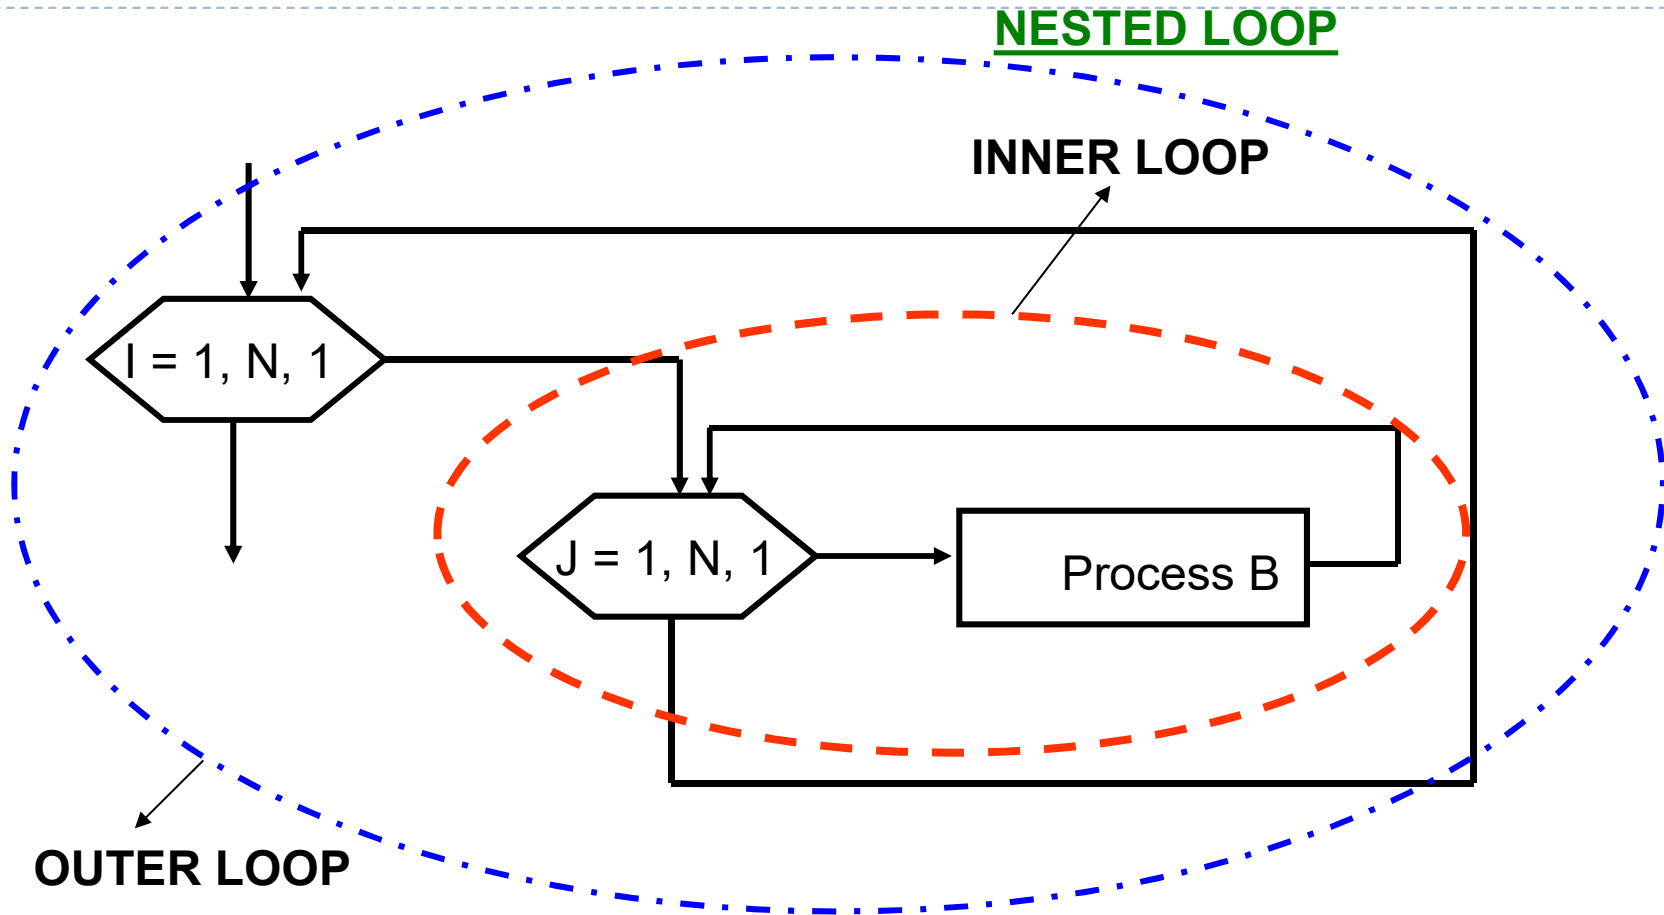 NESTED LOOP
INNER LOOP
I = 1, N, 1
J = 1, N, 1
Process B
OUTER LOOP